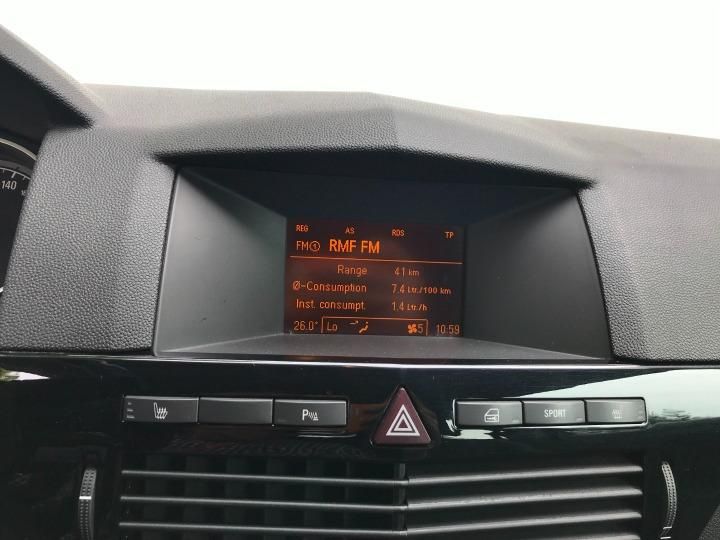 140
REG AS RDS TP
FM① RMF FM
Range 41 km
Ø-Consumption 7.4 Ltr./100 km
Inst. consumpt. 1.4 Ltr/h
26.0° Lo 5 10:59
P
SPORT